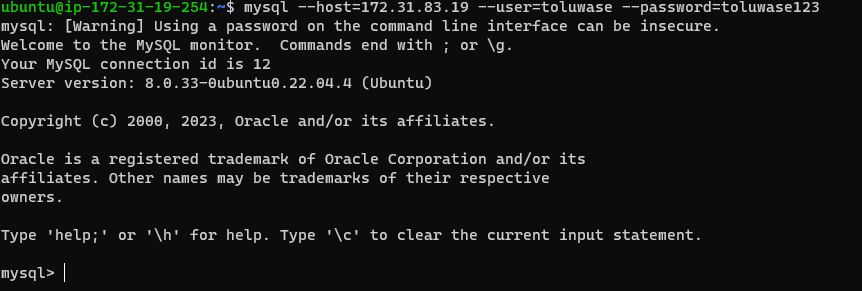 ubuntu@ip-172-31-19-254:~$ mysql --host=172.31.83.19 --user=toluwase --password=toluwase123
mysql: [Warning] Using a password on the command line interface can be insecure.
Welcome to the MySQL monitor.  Commands end with ; or \g.
Your MySQL connection id is 12
Server version: 8.0.33-0ubuntu0.22.04.4 (Ubuntu)
Copyright (c) 2000, 2023, Oracle and/or its affiliates.
Oracle is a registered trademark of Oracle Corporation and/or its
affiliates. Other names may be trademarks of their respective
owners.
Type 'help;' or '\h' for help. Type '\c' to clear the current input statement.
mysql>